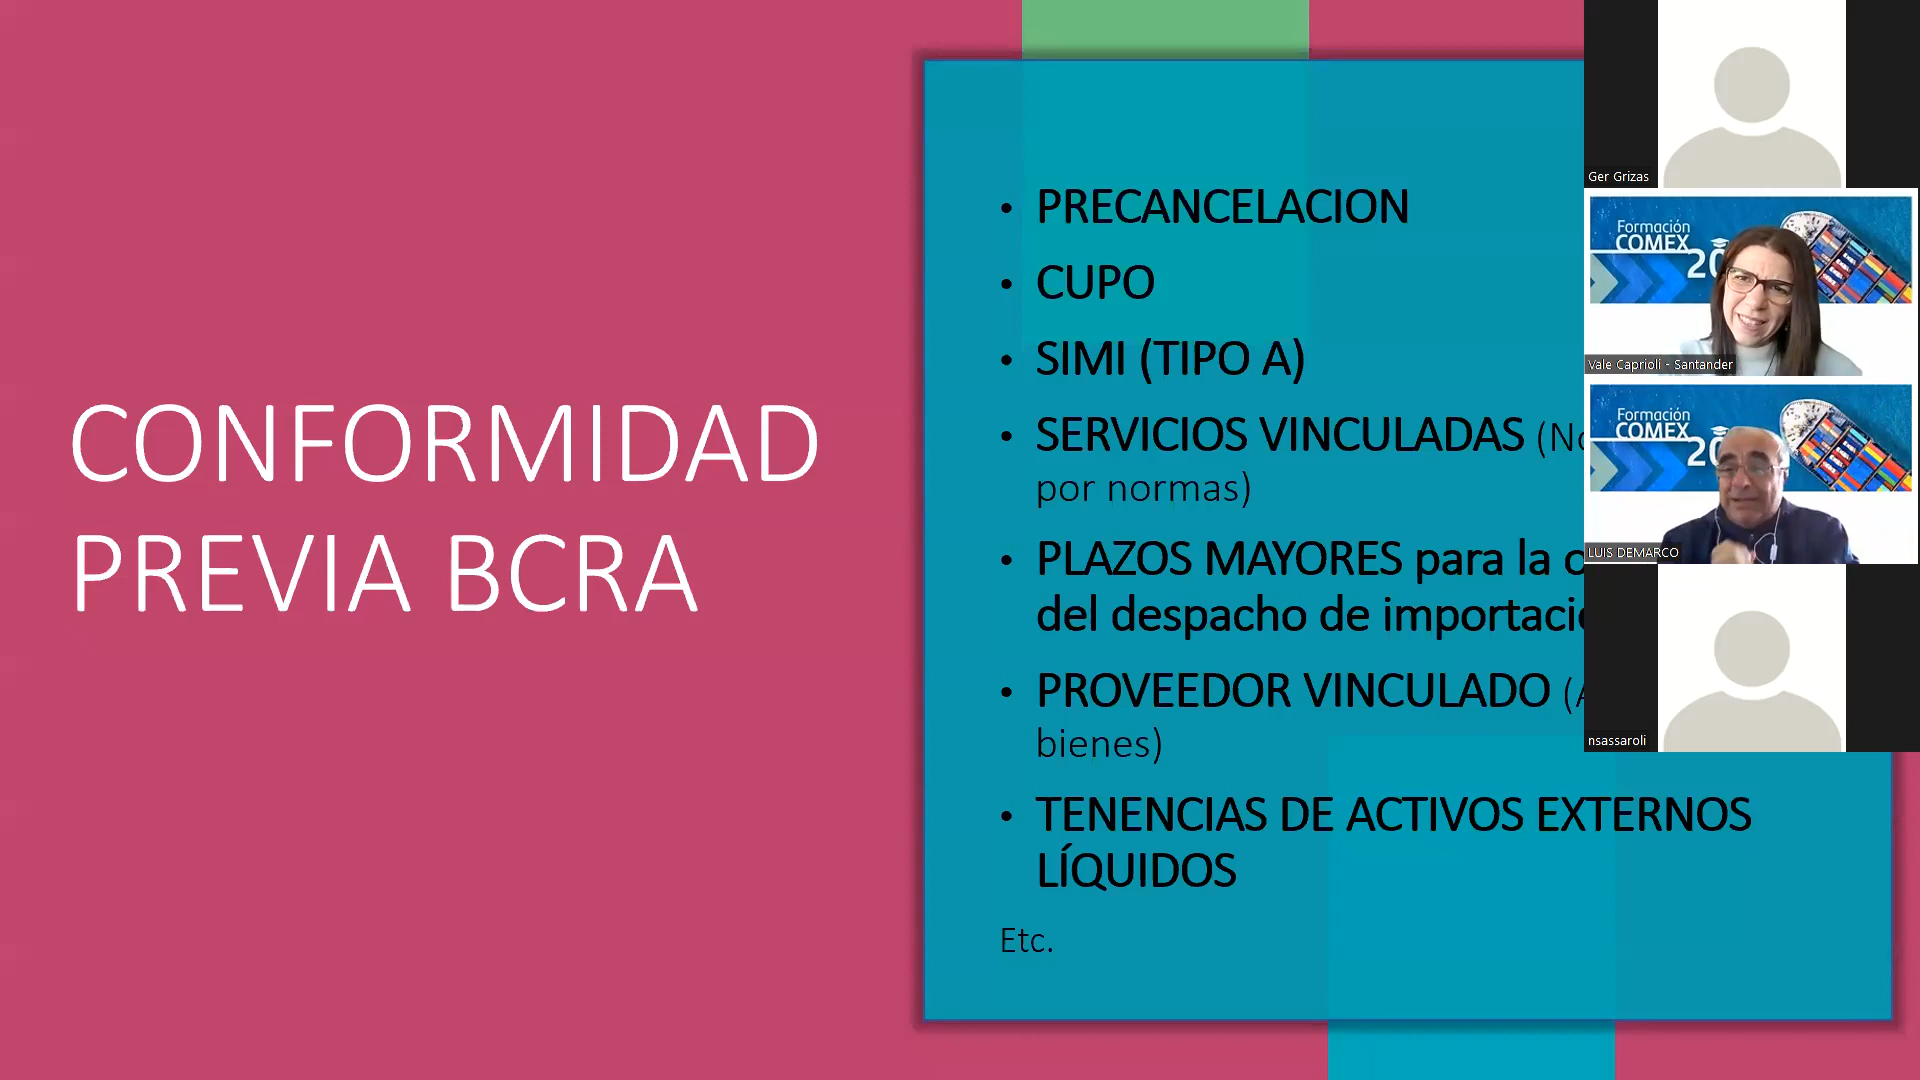 CONFORMIDAD
PREVIA BCRA
• PRECANCELACION
• CUPO
• SIMI (TIPO A)
• SERVICIOS VINCULADAS
por normas)
• PLAZOS MAYORES para la
del despacho de
• PROVEEDOR VINCULADO
bienes)
• TENENCIAS DE ACTIVOS EXTERNOS
LÍQUIDOS
Etc.
Ger Grizas
Formación
COMEX
Vale Caprioli - Santander
Formación
COMEX
LUIS DEMARCO
nsassaroli